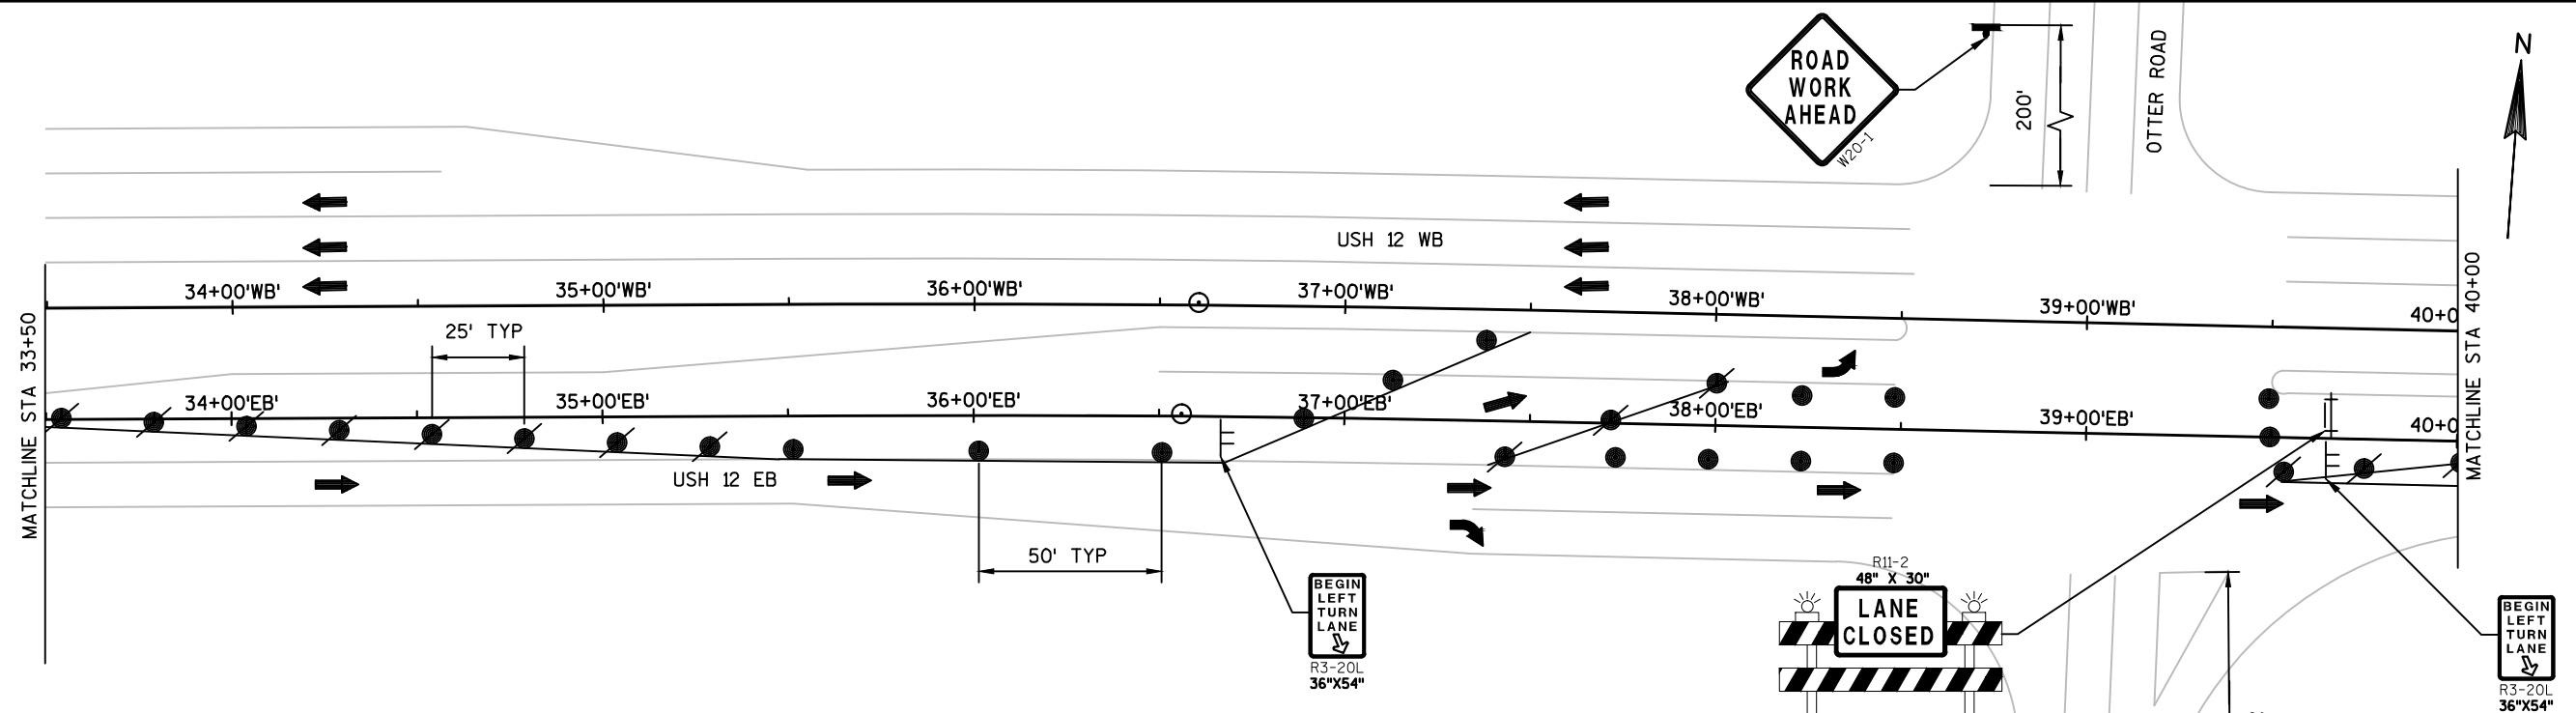 ROAD
WORK
AHEAD
W20-1
200'
OTTER ROAD
N
USH 12 WB
34+00'WB'
35+00'WB'
36+00'WB'
37+00'WB'
38+00'WB'
39+00'WB'
40+0
MATCHLINE STA 33+50
MATCHLINE STA 40+00
25' TYP
34+00'EB'
35+00'EB'
36+00'EB'
37+00'EB'
38+00'EB'
39+00'EB'
40+0
USH 12 EB
50' TYP
BEGIN
LEFT
TURN
LANE
R3-20L
36"X54"
R11-2
48" X 30"
LANE
CLOSED
BEGIN
LEFT
TURN
LANE
R3-20L
36"X54"